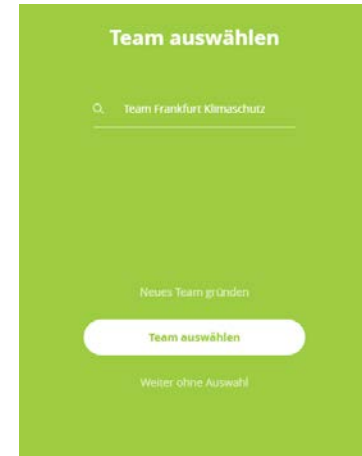 Team auswählen
Team Frankfurt Klimaschutz
Neues Team gründen
Team auswählen
Weiter ohne Auswahl